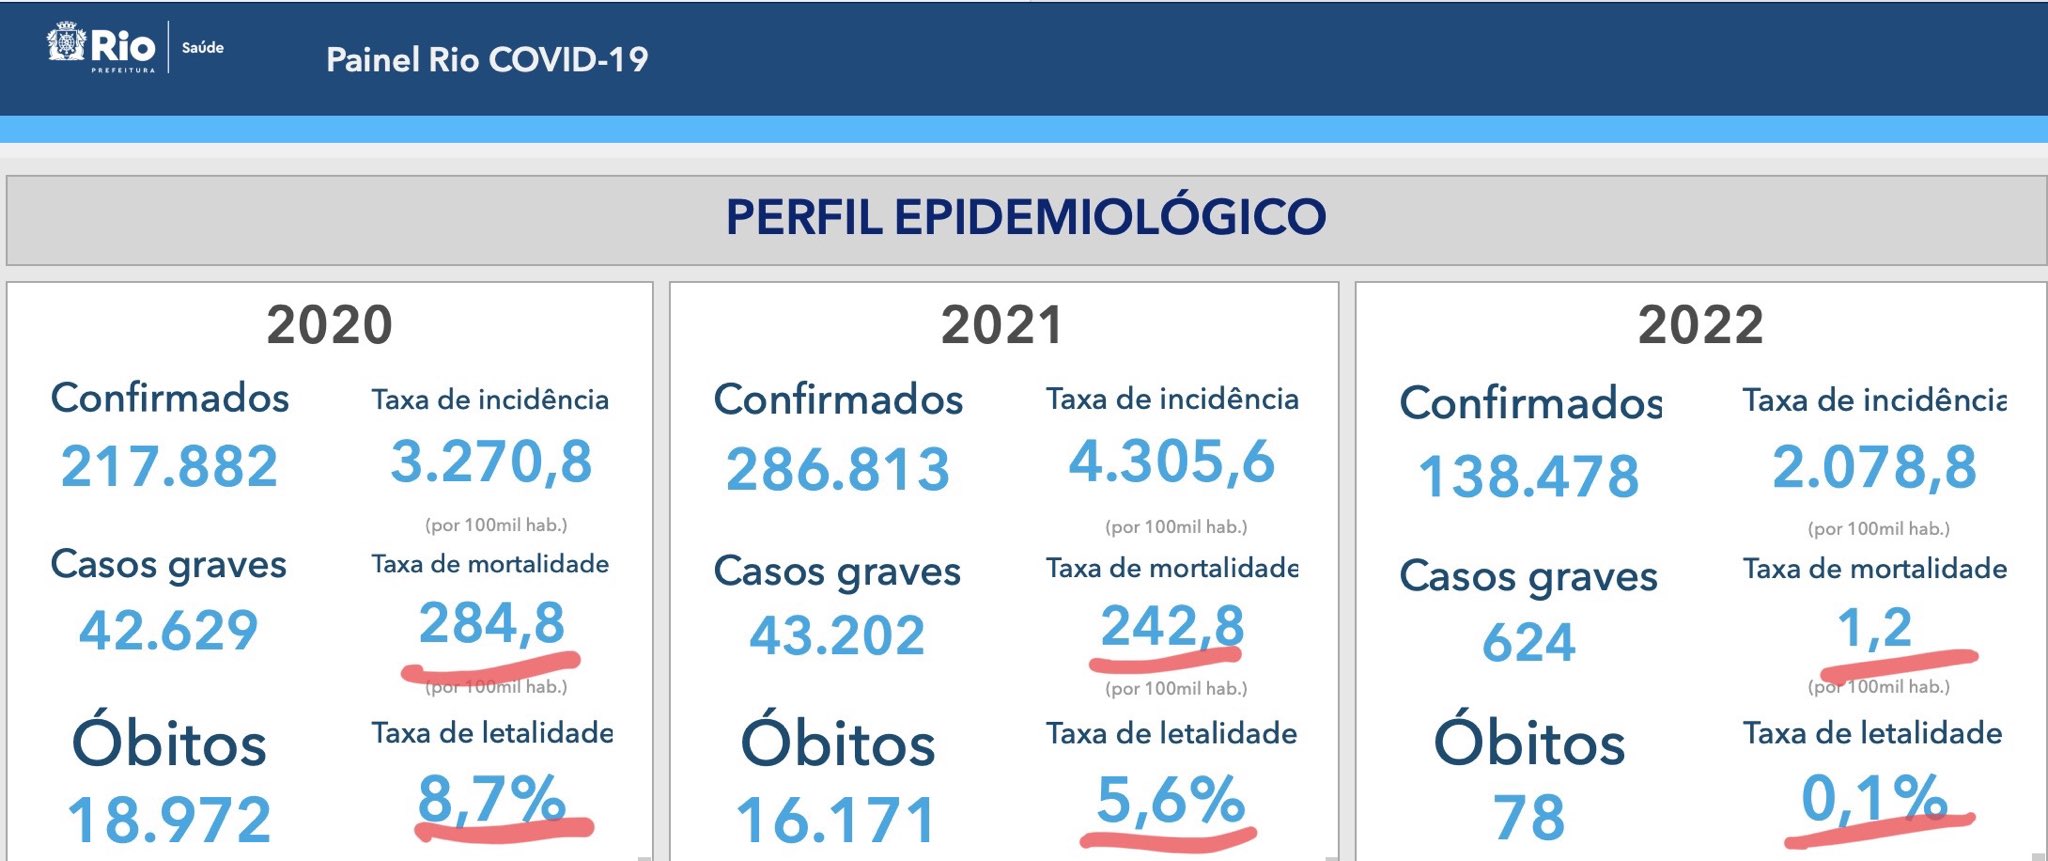 Rio
PREFEITURA
Saúde
Painel Rio COVID-19
PERFIL EPIDEMIOLÓGICO
2020
Confirmados
217.882
Taxa de incidência
3.270,8
(por 100mil hab.)
Casos graves
42.629
Taxa de mortalidade
284,8
(por 100mil hab.)
Óbitos
18.972
Taxa de letalidade
8,7%
2021
Confirmados
286.813
Taxa de incidência
4.305,6
(por 100mil hab.)
Casos graves
43.202
Taxa de mortalidade
242,8
(por 100mil hab.)
Óbitos
16.171
Taxa de letalidade
5,6%
2022
Confirmados
138.478
Taxa de incidência
2.078,8
(por 100mil hab.)
Casos graves
624
Taxa de mortalidade
1,2
(por 100mil hab.)
Óbitos
78
Taxa de letalidade
0,1%